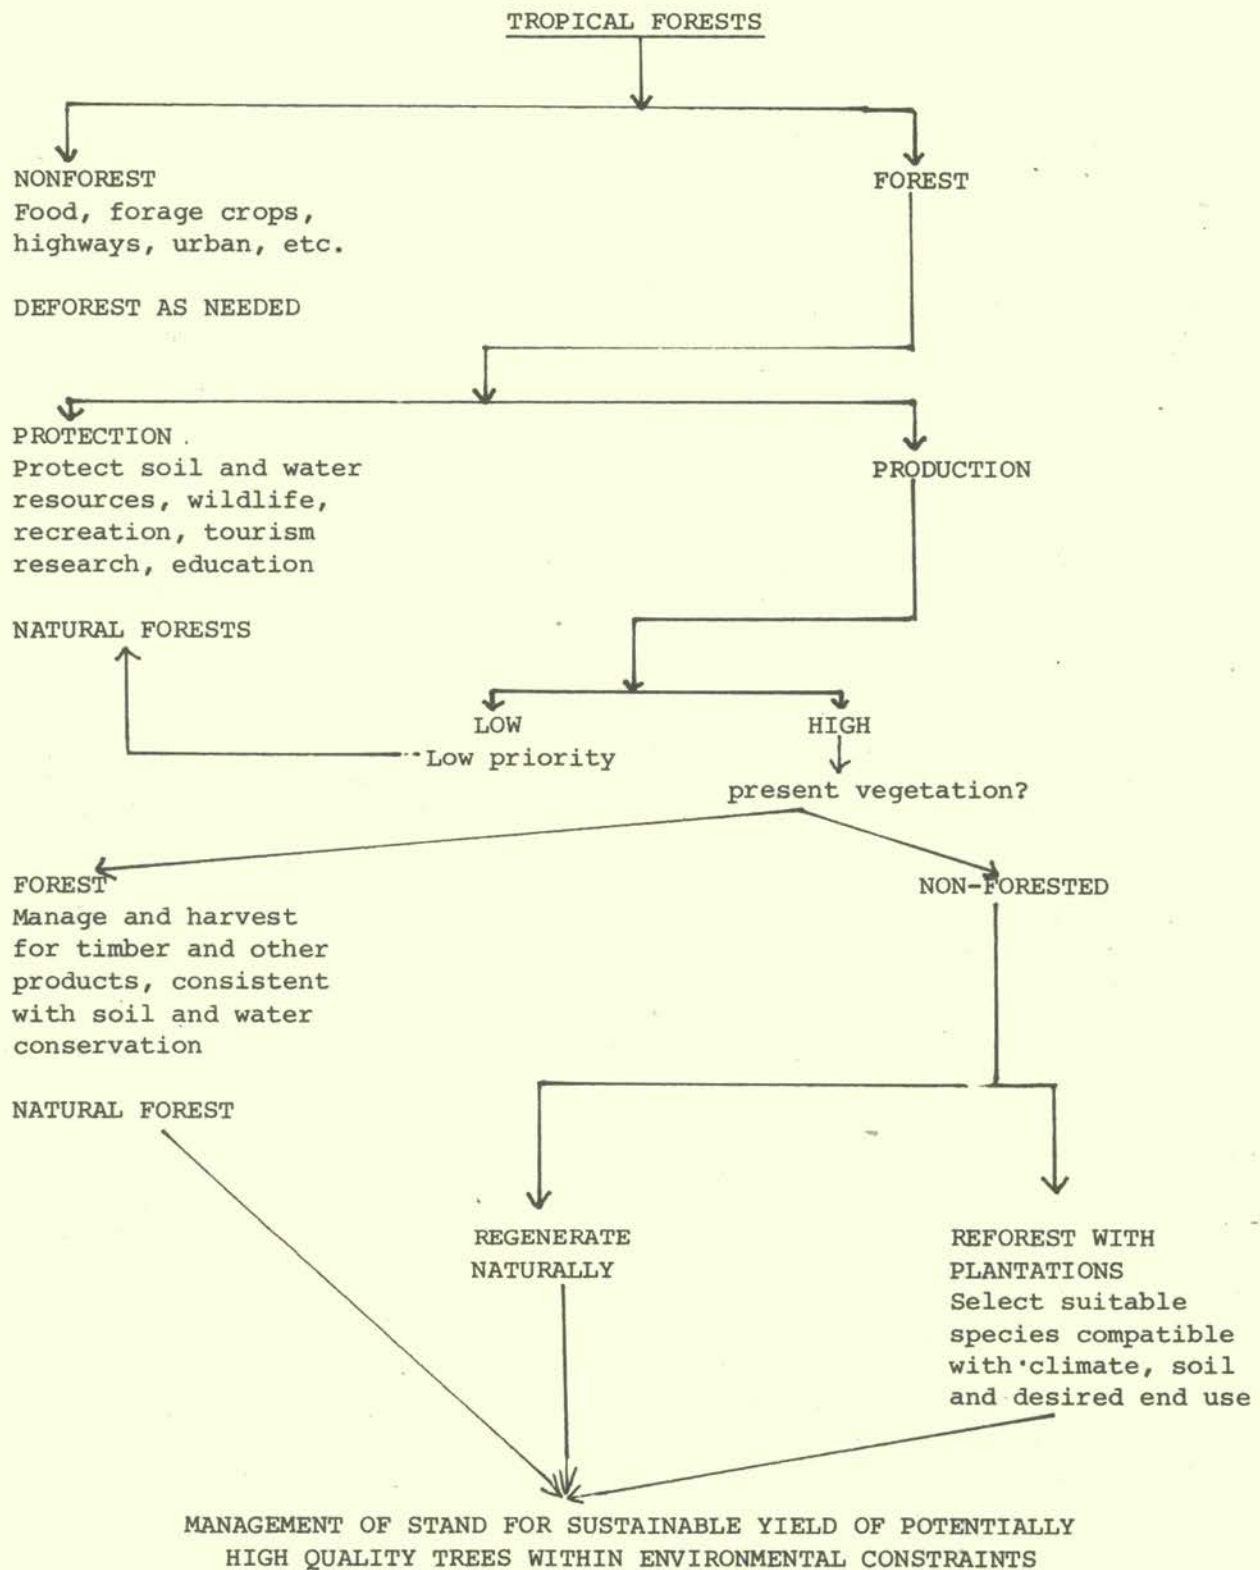 TROPICAL FORESTS
NONFOREST
Food, forage crops,
highways, urban, etc.
DEFOREST AS NEEDED
FOREST
PROTECTION
Protect soil and water
resources, wildlife,
recreation, tourism
research, education
NATURAL FORESTS
PRODUCTION
LOW
Low priority
HIGH
present vegetation?
FOREST
Manage and harvest
for timber and other
products, consistent
with soil and water
conservation
NATURAL FOREST
NON-FORESTED
REGENERATE
NATURALLY
REFOREST WITH
PLANTATIONS
Select suitable
species compatible
with climate, soil
and desired end use
MANAGEMENT OF STAND FOR SUSTAINABLE YIELD OF POTENTIALLY
HIGH QUALITY TREES WITHIN ENVIRONMENTAL CONSTRAINTS